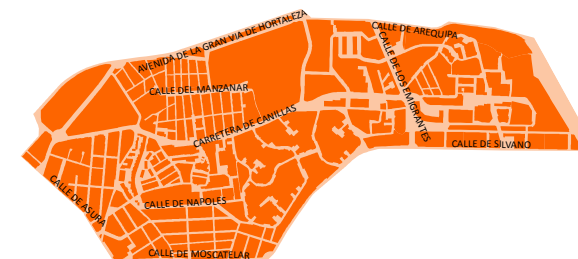 AVENIDA DE LA GRAN VIA DE HORTALEZA
CALLE DE AREQUIPA
CALLE DE LOS EMIGRANTES
CALLE DEL MANZANAR
CARRETERA DE CANILLAS
CALLE DE SILVANO
CALLE DE ASURA
CALLE DE NAPOLES
CALLE DE MOSCATELAR